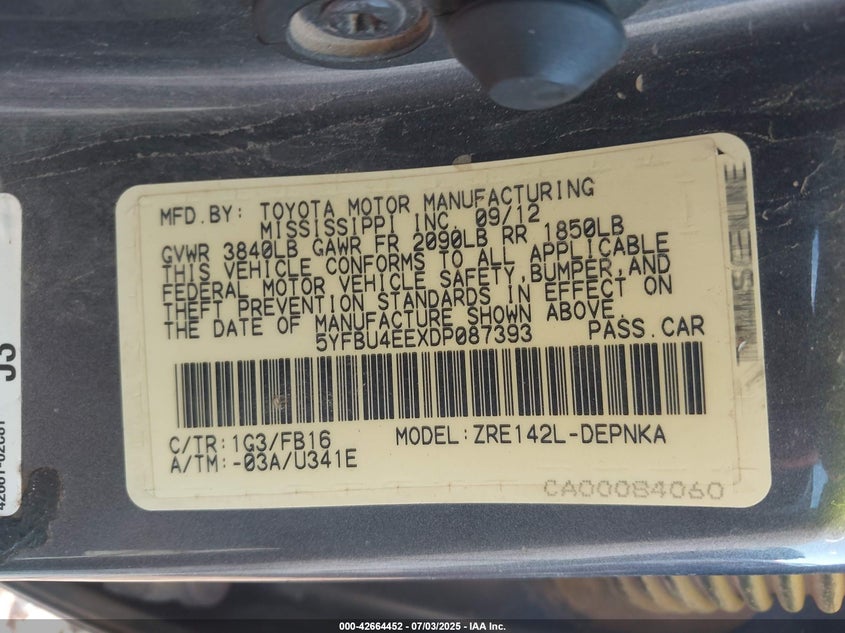 MFD.BY: TOYOTA MOTOR MANUFACTURING
MISSISSIPPI INC. 09/12
GVWR 3840LB GAWR FR 2090LB RR 1850LB
THIS VEHICLE CONFORMS TO ALL APPLICABLE
FEDERAL MOTOR VEHICLE SAFETY,BUMPER,AND
THEFT PREVENTION STANDARDS IN EFFECT ON
THE DATE OF MANUFACTURE SHOWN ABOVE.
5YFBU4EEXDP087393 PASS.CAR
C/TR:1G3/FB16 MODEL:ZRE142L-DEPNKA
A/TM:-03A/U341E
CA00084060
000-42664452 - 07/03/2025 - IAA Inc.